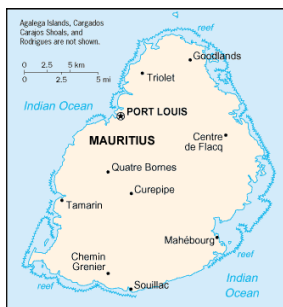 Agalega Islands, Cargados
Carajos Shoals, and
Rodrigues are not shown.
reef
Goodlands
0 2.5 5 km
0 2.5 5 mi
Triolet
Indian Ocean
PORT LOUIS
MAURITIUS
Centre
de Flacq
Quatre Bornes
Curepipe
Tamarin
Mahébourg
reef
Chemin
Grenier
Indian
Ocean
reef
Souillac